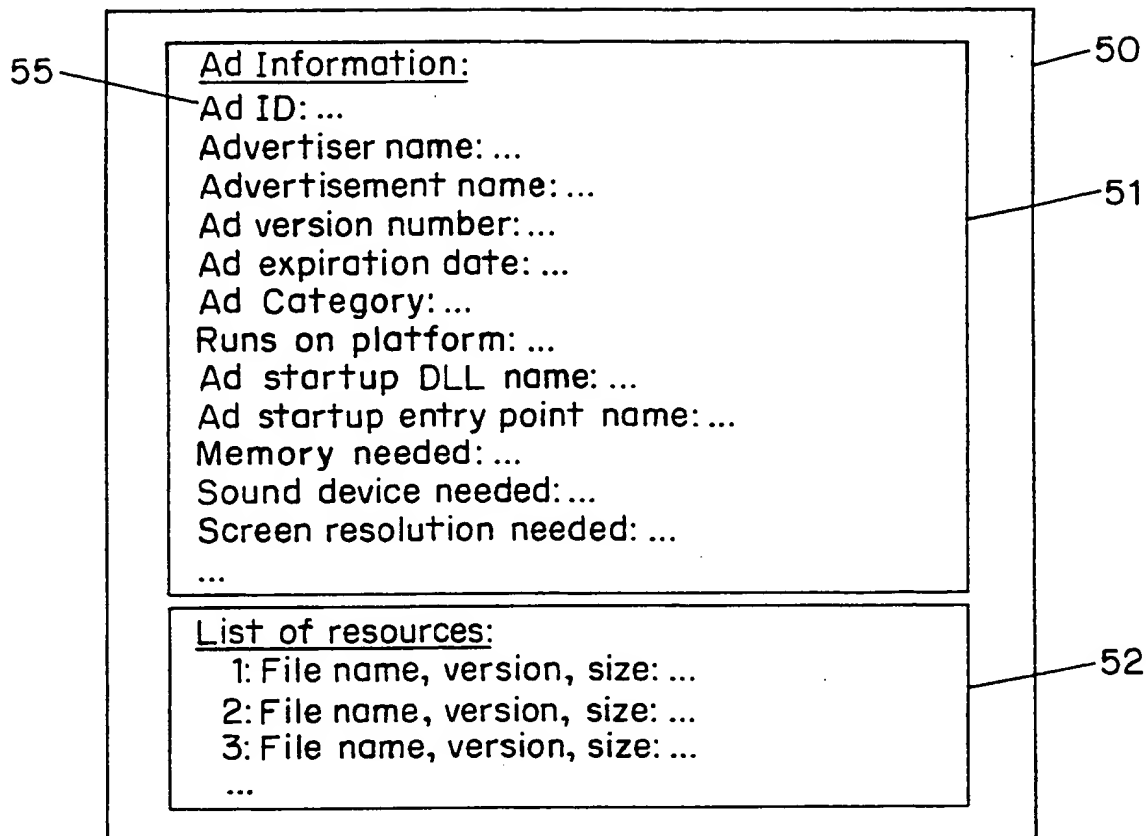 Ad Information:
50
55
Ad ID: ...
Advertiser name: ...
Advertisement name: ...
51
Ad version number: ...
Ad expiration date: ...
Ad Category: ...
Runs on platform: ...
Ad startup DLL name: ...
Ad startup entry point name: ...
Memory needed: ...
Sound device needed: ...
Screen resolution needed: ...
...
List of resources:
52
1: File name, version, size: ...
2: File name, version, size: ...
3: File name, version, size: ...
...